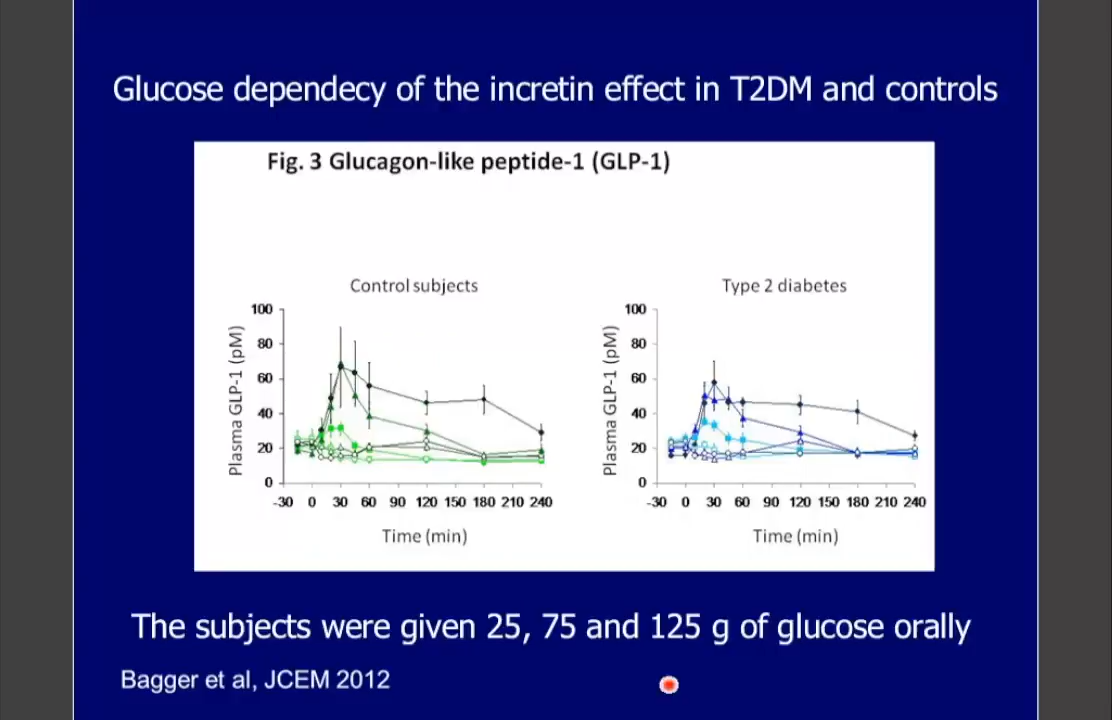 Glucose dependecy of the incretin effect in T2DM and controls
Fig. 3 Glucagon-like peptide-1 (GLP-1)
Control subjects
Plasma GLP-1 (pM)
100
80
60
40
20
0
-30 0 30 60 90 120 150 180 210 240
Time (min)
Type 2 diabetes
Plasma GLP-1 (pM)
100
80
60
40
20
0
-30 0 30 60 90 120 150 180 210 240
Time (min)
The subjects were given 25, 75 and 125 g of glucose orally
Bagger et al, JCEM 2012